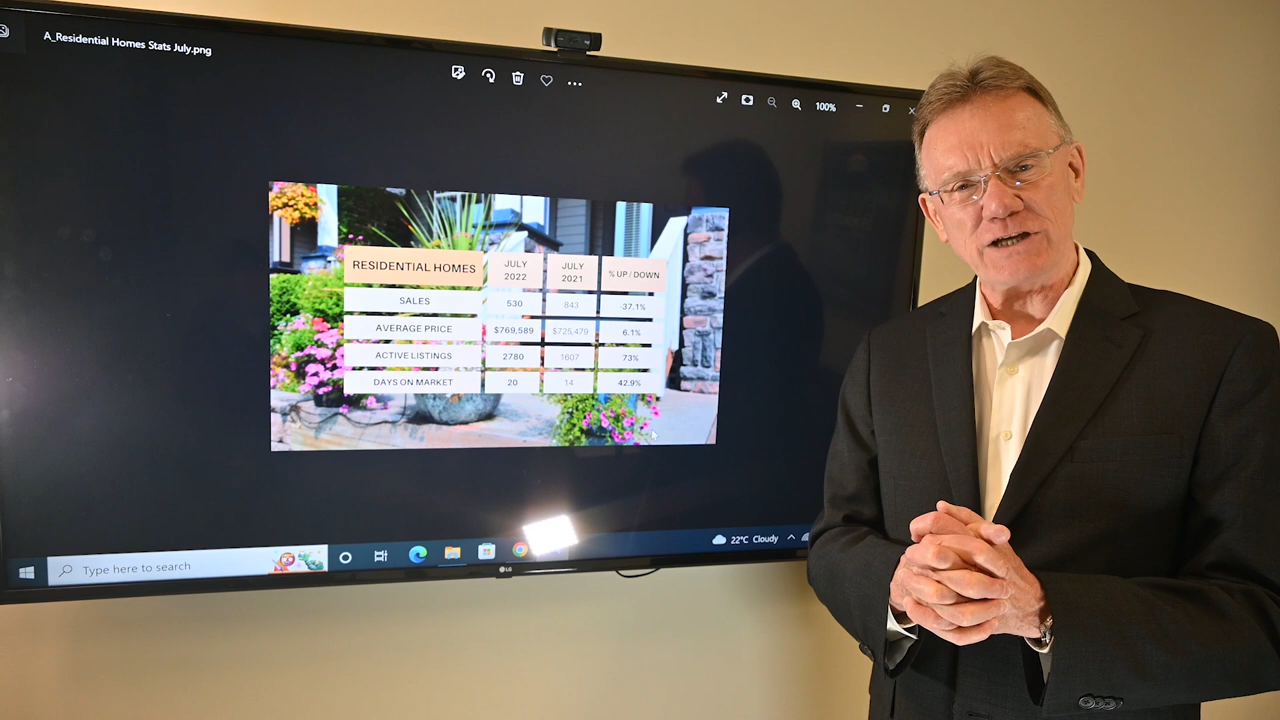 A_Residential Homes Stats July.png
100%
RESIDENTIAL HOMES JULY 2022 JULY 2021 % UP / DOWN
SALES 530 843 -37.1%
AVERAGE PRICE $769,589 $725,479 6.1%
ACTIVE LISTINGS 2780 1607 73%
DAYS ON MARKET 20 14 42.9%
Type here to search
22°C Cloudy
LG